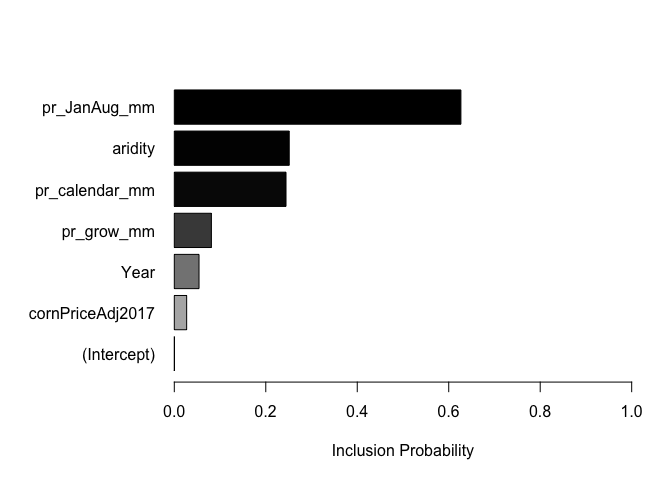 pr_JanAug_mm
aridity
pr_calendar_mm
pr_grow_mm
Year
cornPriceAdj2017
(Intercept)
0.0 0.2 0.4 0.6 0.8 1.0
Inclusion Probability